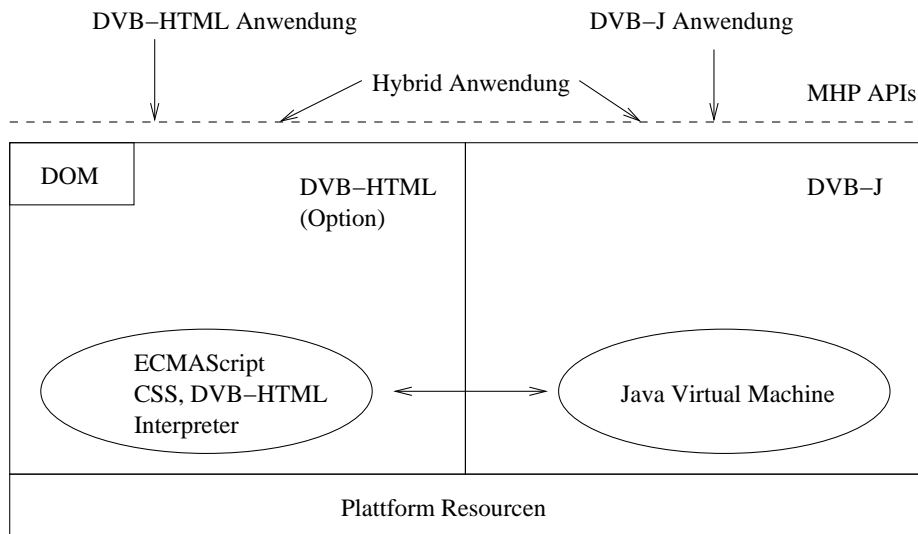 DVB−HTML Anwendung
DVB−J Anwendung
Hybrid Anwendung
MHP APIs
DOM
DVB−HTML
(Option)
DVB−J
ECMAScript
CSS, DVB−HTML
Interpreter
Java Virtual Machine
Plattform Resourcen